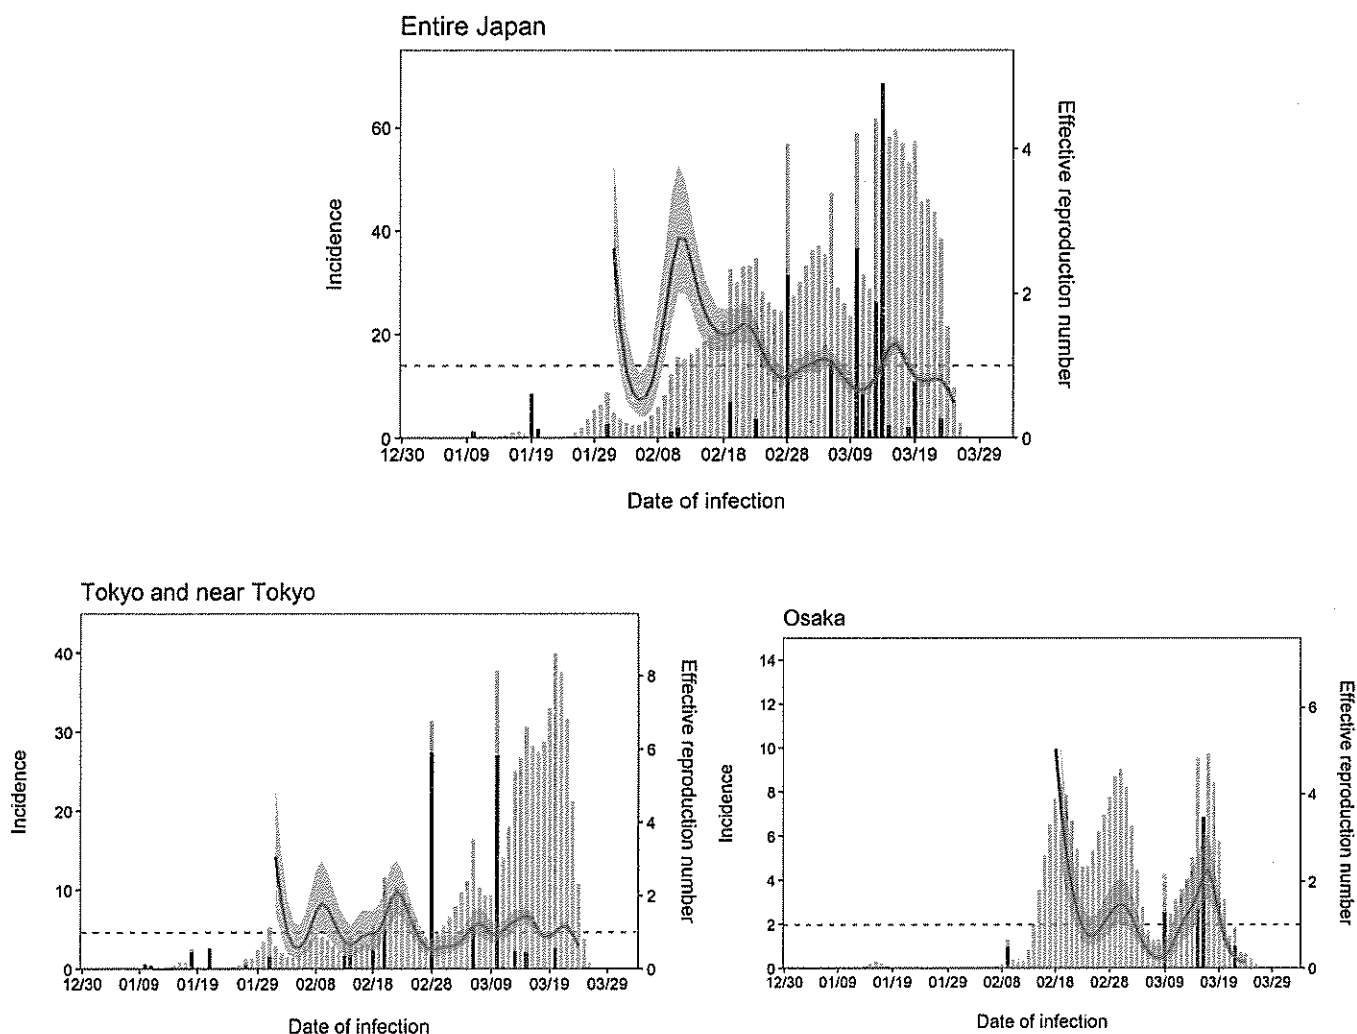 Entire Japan
60
40
20
0
4
2
0
Incidence
Effective reproduction number
12/30 01/09 01/19 01/29 02/08 02/18 02/28 03/09 03/19 03/29
Date of infection
Tokyo and near Tokyo
40
30
20
10
0
8
6
4
2
0
Incidence
Effective reproduction number
12/30 01/09 01/19 01/29 02/08 02/18 02/28 03/09 03/19 03/29
Date of infection
Osaka
14
12
10
8
6
4
2
0
6
4
2
0
Incidence
Effective reproduction number
12/30 01/09 01/19 01/29 02/08 02/18 02/28 03/09 03/19 03/29
Date of infection